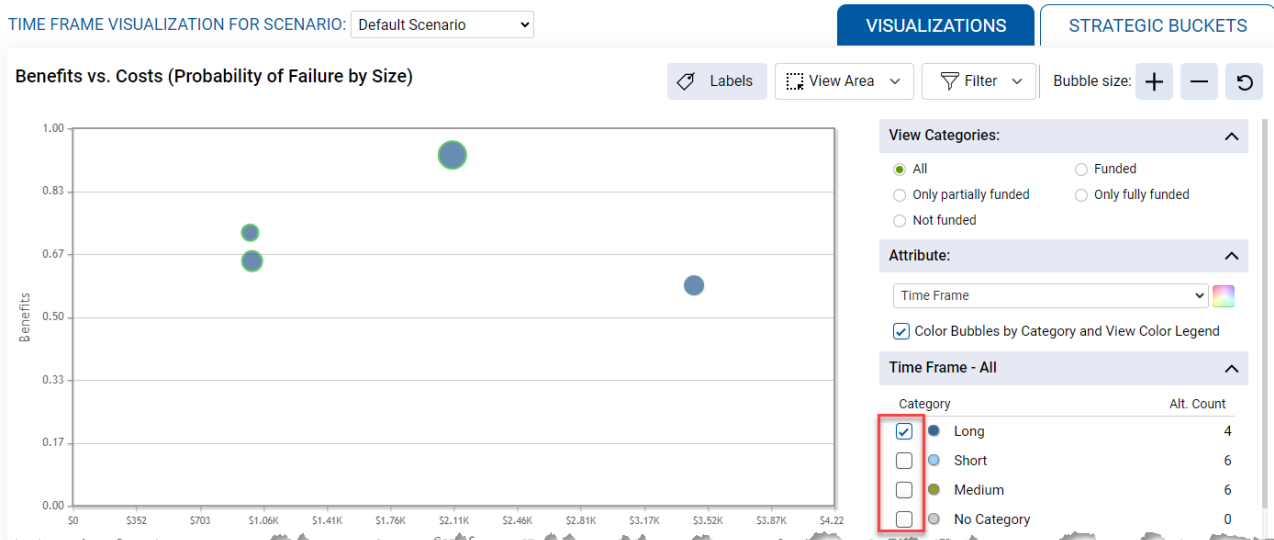 TIME FRAME VISUALIZATION FOR SCENARIO: Default Scenario
VISUALIZATIONS
STRATEGIC BUCKETS
Benefits vs. Costs (Probability of Failure by Size)
Labels
View Area
Filter
Bubble size:
View Categories:
All
Funded
Only partially funded
Only fully funded
Not funded
Attribute:
Time Frame
Color Bubbles by Category and View Color Legend
Time Frame - All
Category Alt. Count
Long 4
Short 6
Medium 6
No Category 0
Benefits
1.00
0.83
0.67
0.50
0.33
0.17
0.00
$0 $352 $703 $1.06K $1.41K $1.76K $2.11K $2.46K $2.81K $3.17K $3.52K $3.87K $4.22